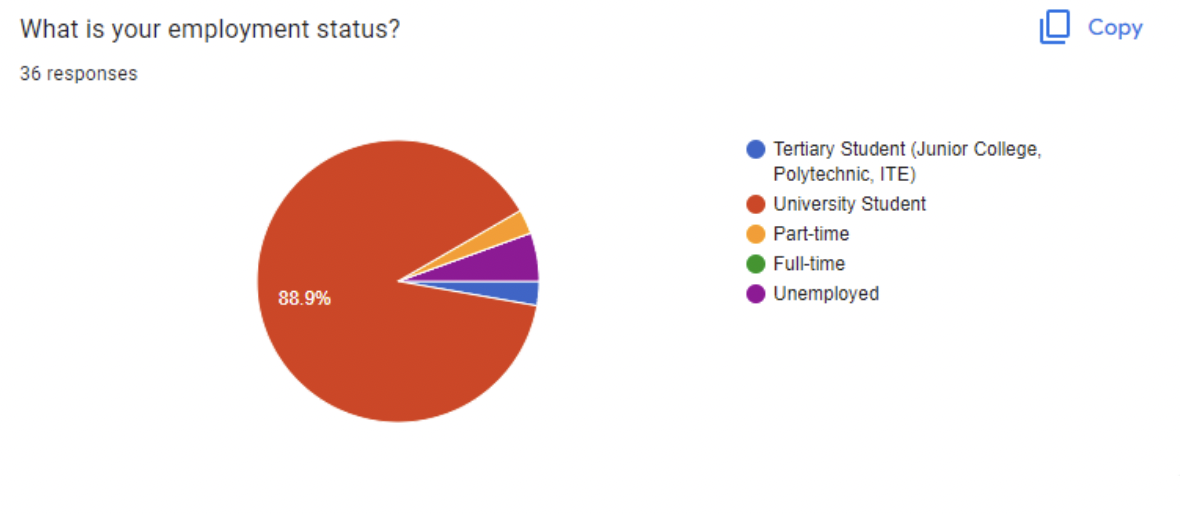 What is your employment status?
Copy
36 responses
88.9%
Tertiary Student (Junior College,
Polytechnic, ITE)
University Student
Part-time
Full-time
Unemployed